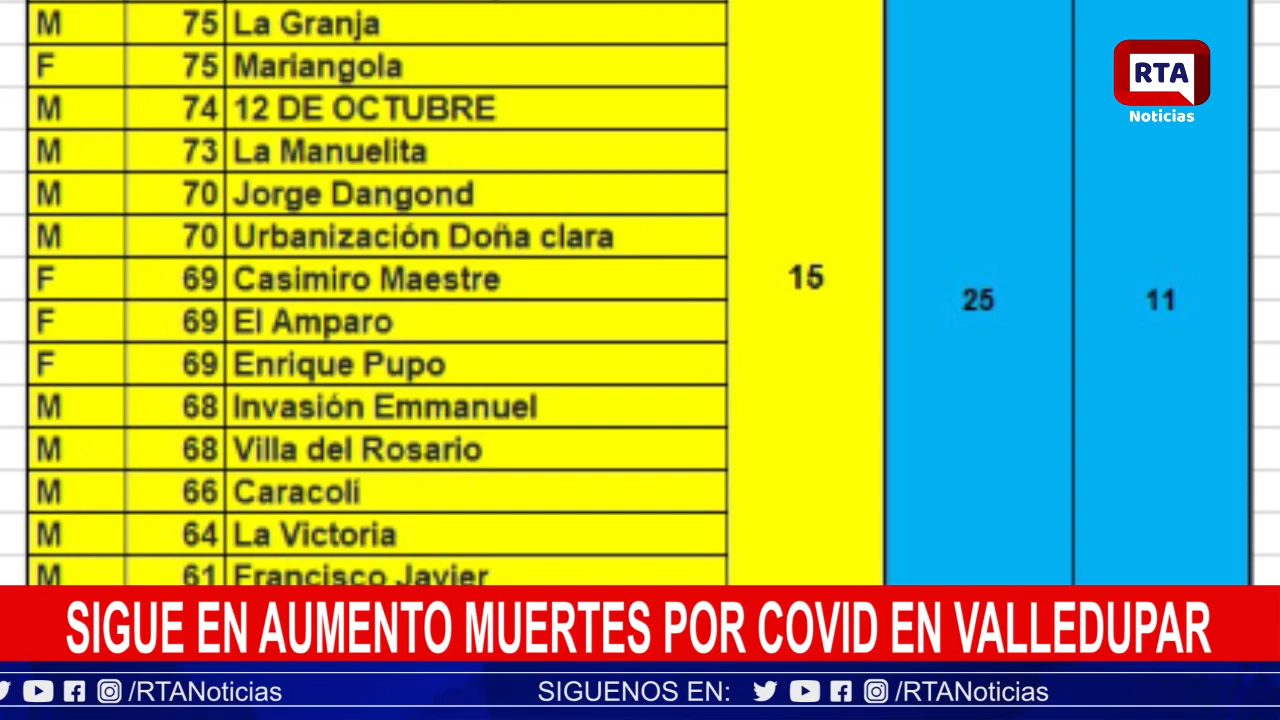 M 75 La Granja
F 75 Mariangola
M 74 12 DE OCTUBRE
M 73 La Manuelita
M 70 Jorge Dangond
M 70 Urbanización Doña clara
F 69 Casimiro Maestre
F 69 El Amparo
F 69 Enrique Pupo
M 68 Invasión Emmanuel
M 68 Villa del Rosario
M 66 Caracolí
M 64 La Victoria
M 61 Francisco Javier
15
25
11
RTA
Noticias
SIGUE EN AUMENTO MUERTES POR COVID EN VALLEDUPAR
/RTANoticias SIGUENOS EN: /RTANoticias